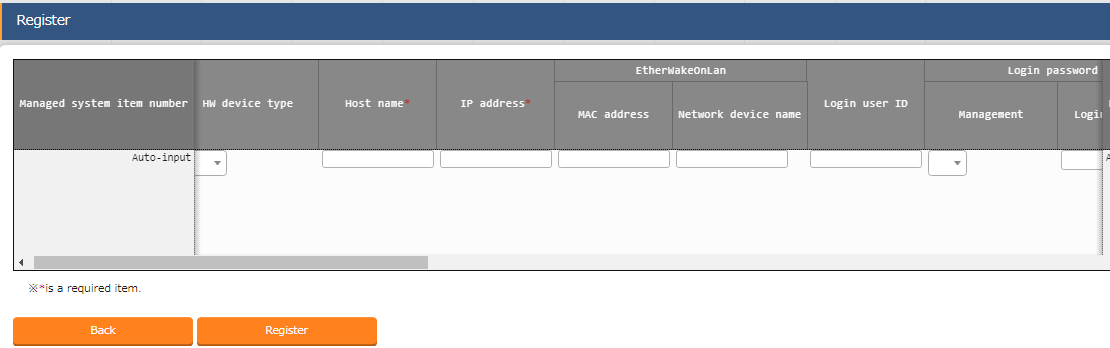 Register
EtherWakeOnLan
Login password
Managed system item number
HW device type
Host name*
IP address*
MAC address
Network device name
Login user ID
Management
Auto-input
※*is a required item.
Back
Register